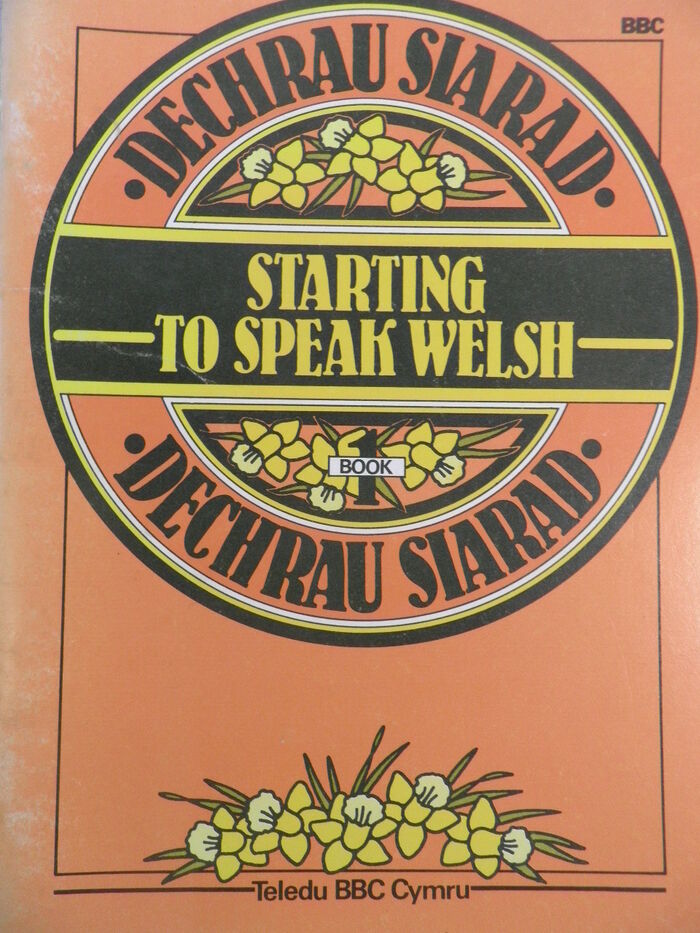 BBC
DECHRAU SIARAD
STARTING
TO SPEAK WELSH
BOOK
1
DECHRAU SIARAD
Teledu BBC Cymru